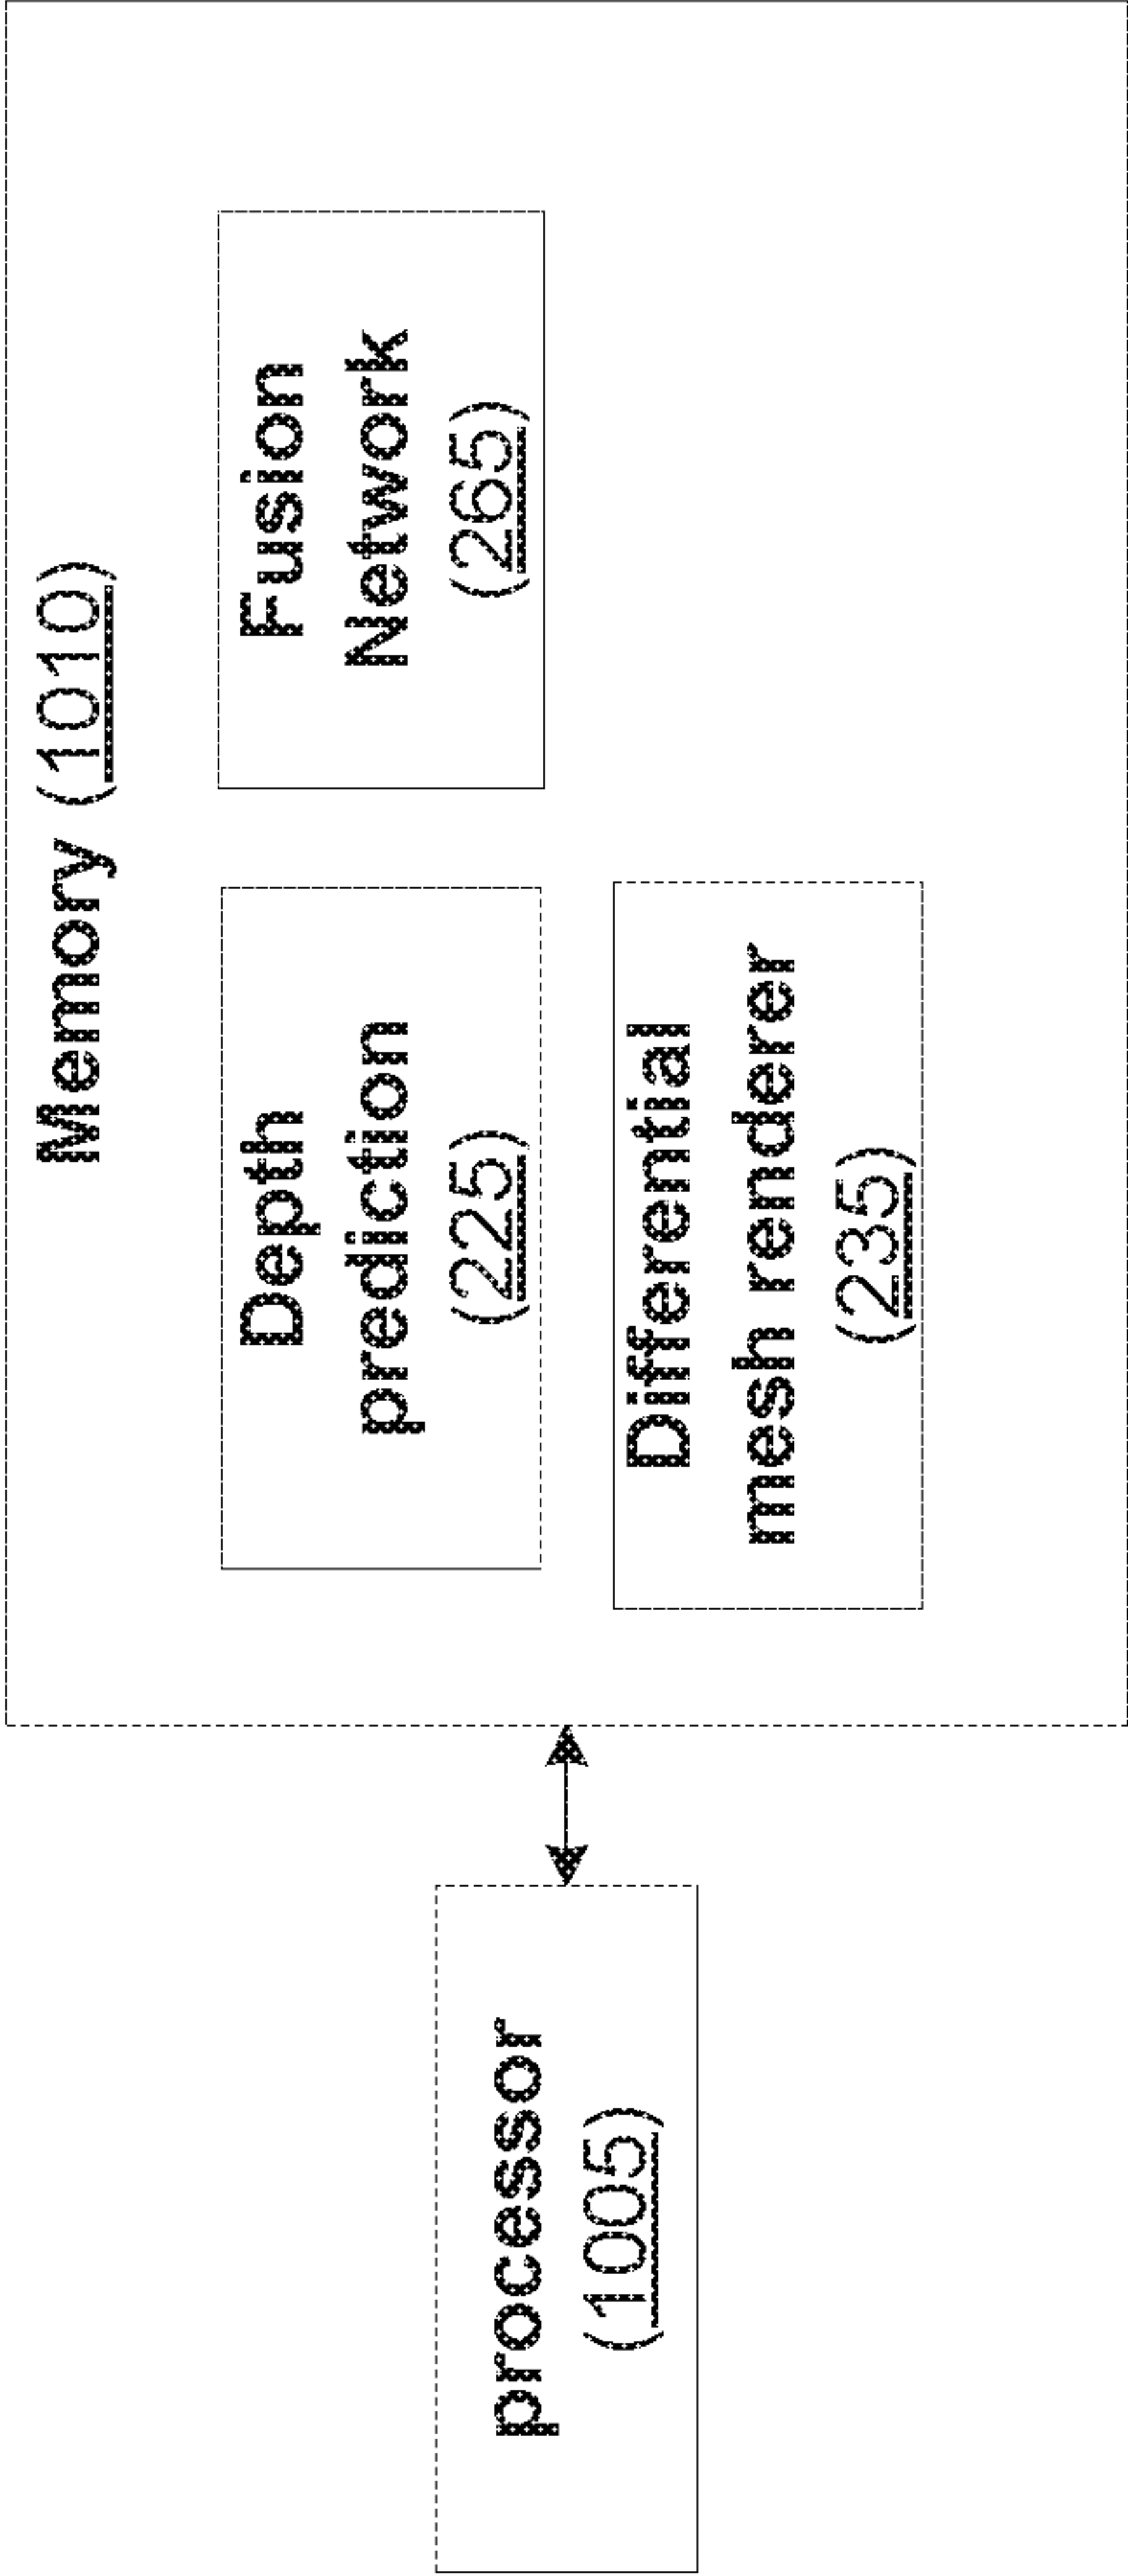 Memory (1010)
Depth
prediction
(225)
Fusion
Network
(265)
Differential
mesh renderer
(235)
processor
(1005)